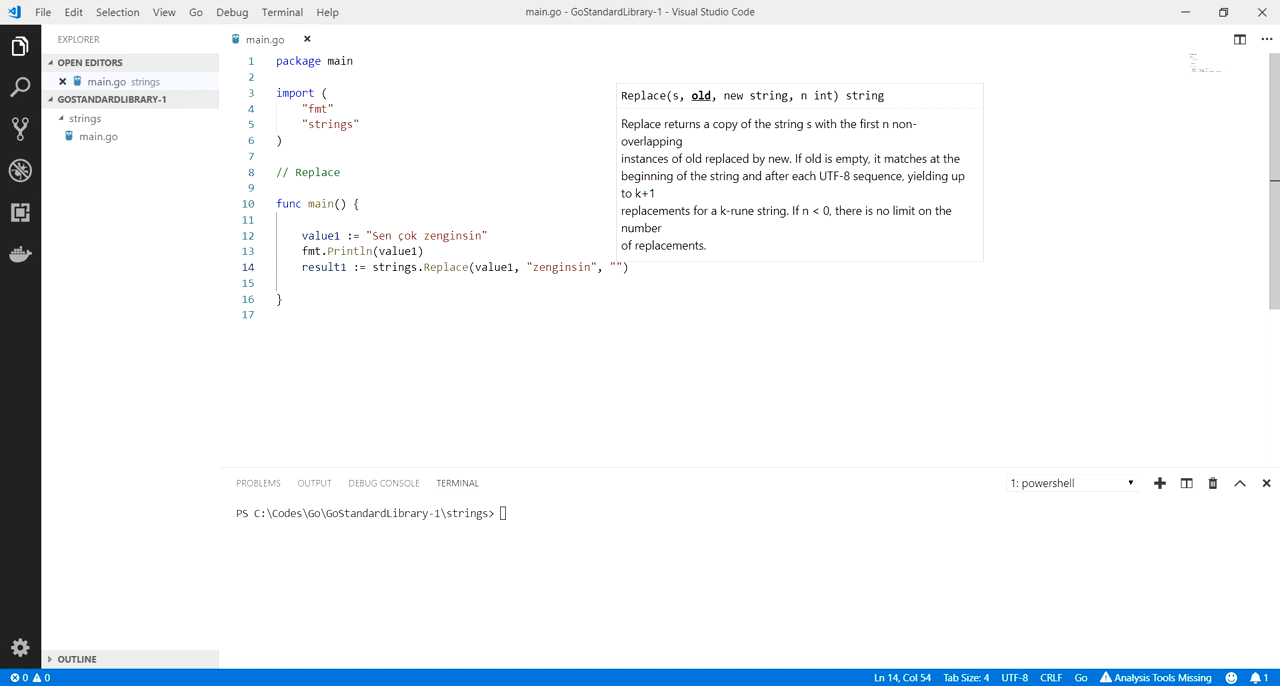 File Edit Selection View Go Debug Terminal Help
main.go - GoStandardLibrary-1 - Visual Studio Code
EXPLORER
OPEN EDITORS
main.go strings
GOSTANDARDLIBRARY-1
strings
main.go
OUTLINE
main.go
1 package main
2
3 import (
4 "fmt"
5 "strings"
6 )
7
8 // Replace
9
10 func main() {
11
12 value1 := "Sen çok zenginsin"
13 fmt.Println(value1)
14 result1 := strings.Replace(value1, "zenginsin", "")
15
16 }
17
Replace(s, old, new string, n int) string
Replace returns a copy of the string s with the first n non-
overlapping
instances of old replaced by new. If old is empty, it matches at the
beginning of the string and after each UTF-8 sequence, yielding up
to k+1
replacements for a k-rune string. If n < 0, there is no limit on the
number
of replacements.
PROBLEMS OUTPUT DEBUG CONSOLE TERMINAL
1: powershell
PS C:\Codes\Go\GoStandardLibrary-1\strings>
0 0
Ln 14, Col 54 Tab Size: 4 UTF-8 CRLF Go Analysis Tools Missing 1